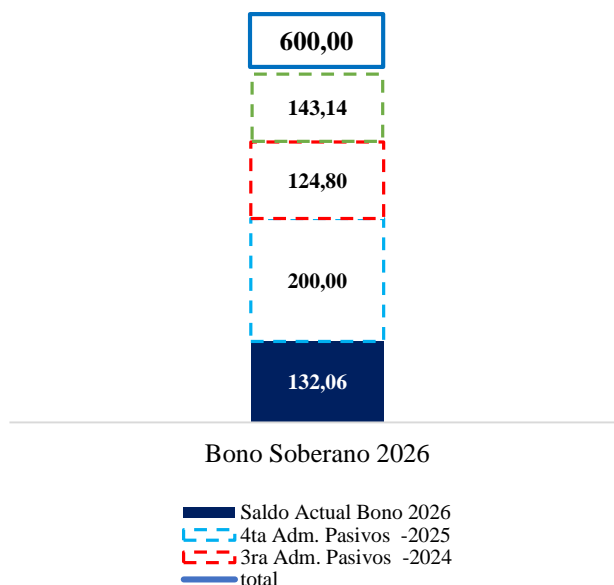 600,00
143,14
124,80
200,00
132,06
Bono Soberano 2026
Saldo Actual Bono 2026
4ta Adm. Pasivos -2025
3ra Adm. Pasivos -2024
total